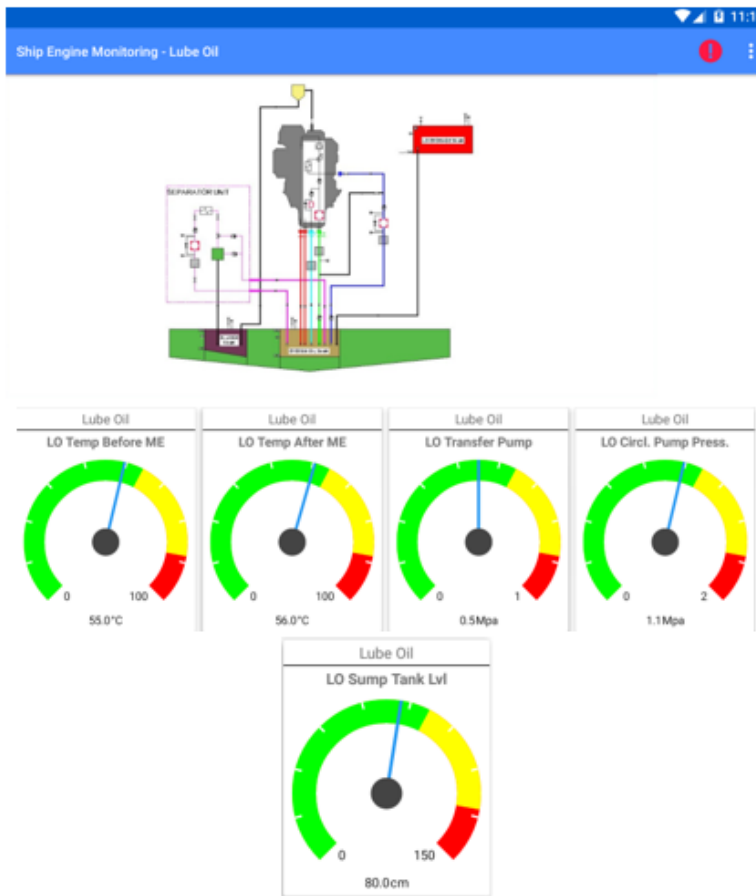 11:1
Ship Engine Monitoring - Lube Oil
SEPARATOR UNIT
Lube Oil
LO Temp Before ME
0
100
55.0°C
Lube Oil
LO Temp After ME
0
100
56.0°C
Lube Oil
LO Transfer Pump
0
1
0.5Mpa
Lube Oil
LO Circl. Pump Press.
0
2
1.1Mpa
Lube Oil
LO Sump Tank Lvl
0
150
80.0cm